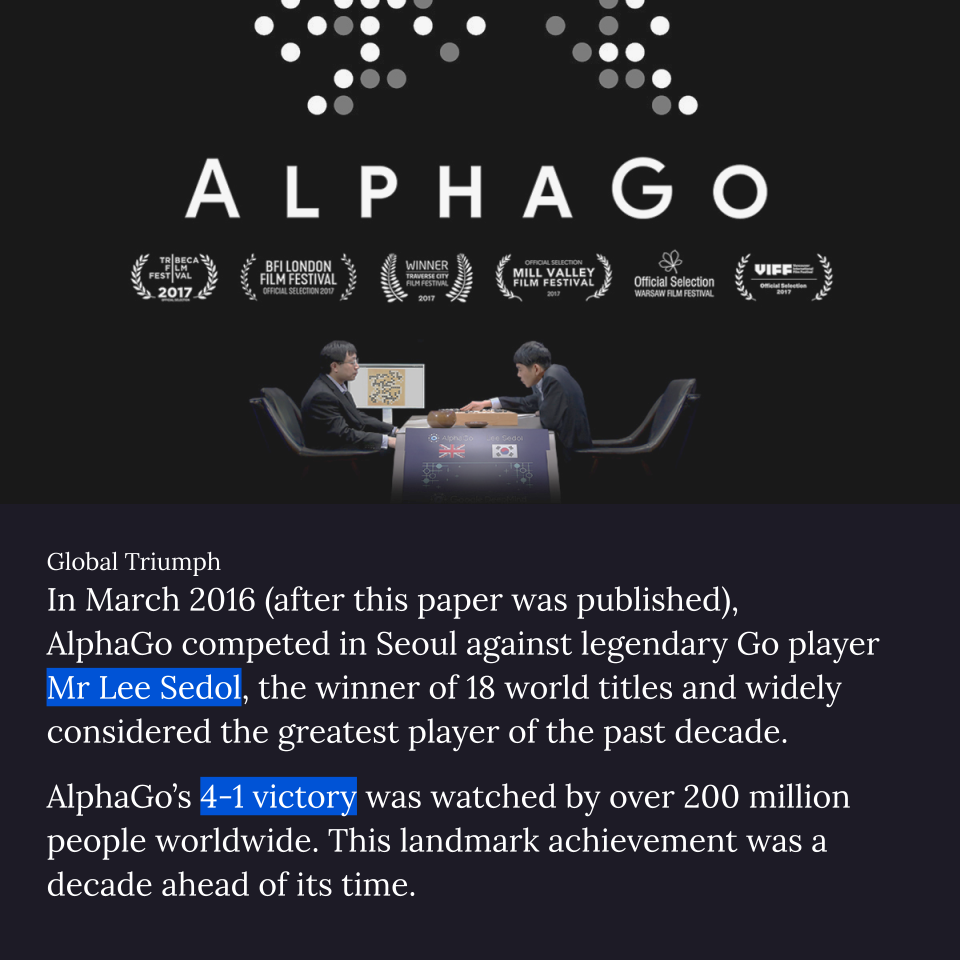 ALPHAGO
TRIBECA
FILM
FESTIVAL
2017
OFFICIAL SELECTION
BFI LONDON
FILM FESTIVAL
OFFICIAL SELECTION 2017
WINNER
TRAVERSE CITY
FILM FESTIVAL
2017
OFFICIAL SELECTION
MILL VALLEY
FILM FESTIVAL
2017
Official Selection
WARSAW FILM FESTIVAL
VIFF
Official Selection
2017
Lee Sedol
Global Triumph
In March 2016 (after this paper was published),
AlphaGo competed in Seoul against legendary Go player
Mr Lee Sedol, the winner of 18 world titles and widely
considered the greatest player of the past decade.
AlphaGo’s 4-1 victory was watched by over 200 million
people worldwide. This landmark achievement was a
decade ahead of its time.